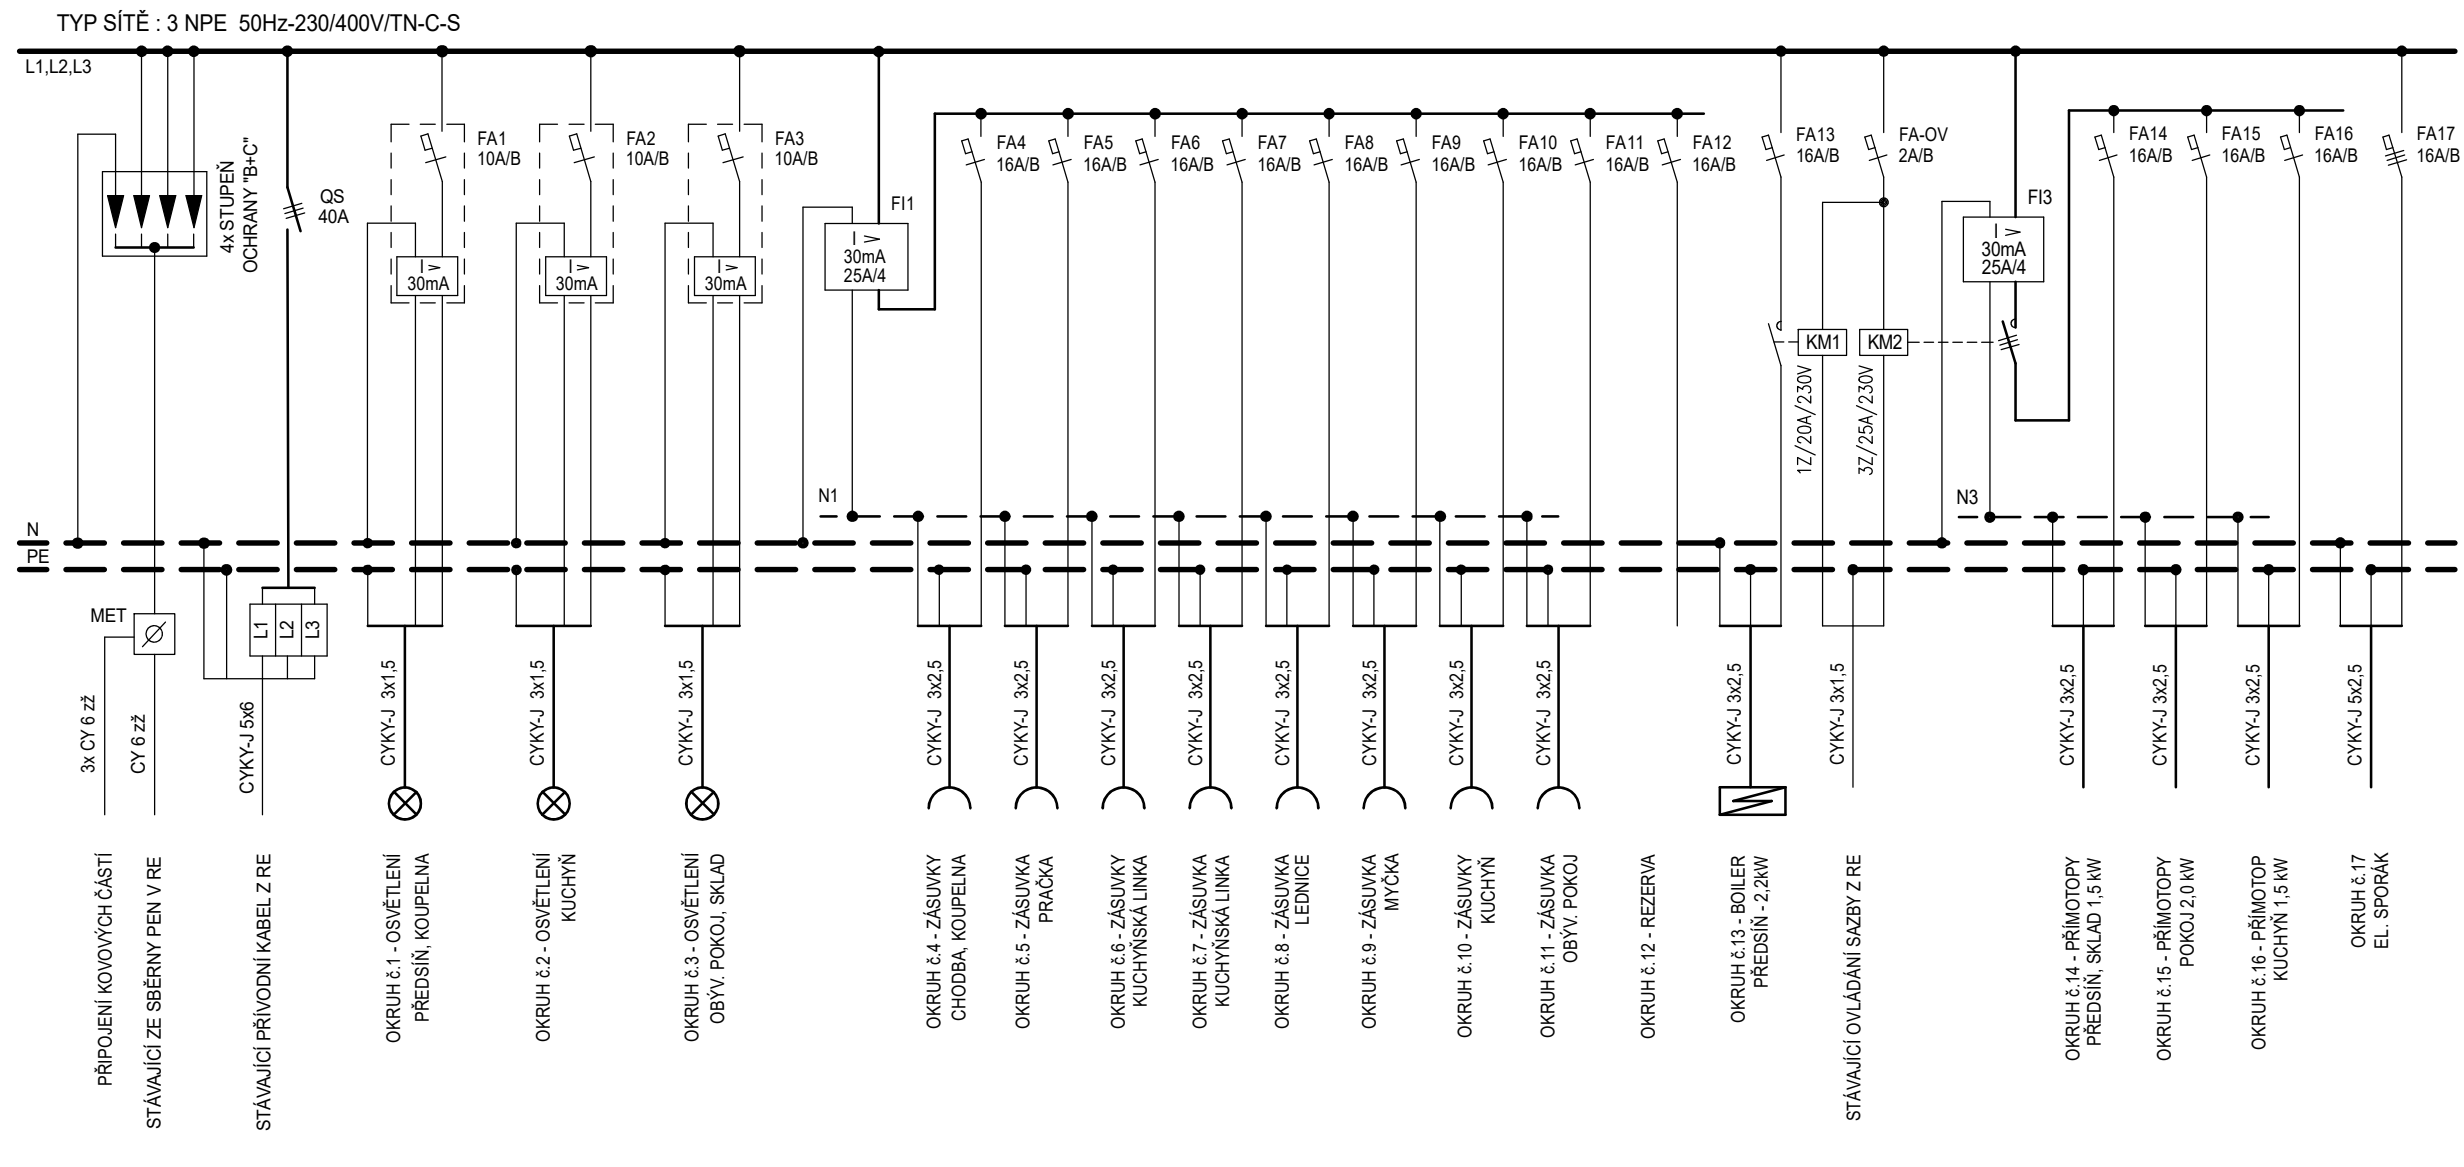 TYP SÍTĚ : 3 NPE  50Hz-230/400V/TN-C-S
L1,L2,L3
4x STUPEŇ
OCHRANY "B+C"
QS
40A
FA1
10A/B
I >
30mA
FA2
10A/B
I >
30mA
FA3
10A/B
I >
30mA
FI1
I >
30mA
25A/4
FA4
16A/B
FA5
16A/B
FA6
16A/B
FA7
16A/B
FA8
16A/B
FA9
16A/B
FA10
16A/B
FA11
16A/B
FA12
16A/B
FA13
16A/B
FA-OV
2A/B
FI3
I >
30mA
25A/4
FA14
16A/B
FA15
16A/B
FA16
16A/B
FA17
16A/B
KM1
KM2
1Z/20A/230V
3Z/25A/230V
N1
N3
N
PE
MET
L1
L2
L3
3x CY 6 zž
CY 6 zž
CYKY-J 5x6
CYKY-J  3x1,5
CYKY-J  3x1,5
CYKY-J  3x1,5
CYKY-J  3x2,5
CYKY-J  3x2,5
CYKY-J  3x2,5
CYKY-J  3x2,5
CYKY-J  3x2,5
CYKY-J  3x2,5
CYKY-J  3x2,5
CYKY-J  3x2,5
CYKY-J 3x2,5
CYKY-J 3x1,5
CYKY-J 3x2,5
CYKY-J 3x2,5
CYKY-J 3x2,5
CYKY-J 5x2,5
PŘIPOJENÍ KOVOVÝCH ČÁSTÍ
STÁVAJÍCÍ ZE SBĚRNY PEN V RE
STÁVAJÍCÍ PŘÍVODNÍ KABEL Z RE
OKRUH č.1 - OSVĚTLENÍ
PŘEDSÍŇ, KOUPELNA
OKRUH č.2 - OSVĚTLENÍ
KUCHYŇ
OKRUH č.3 - OSVĚTLENÍ
OBÝV. POKOJ, SKLAD
OKRUH č.4 - ZÁSUVKY
CHODBA, KOUPELNA
OKRUH č.5 - ZÁSUVKA
PRAČKA
OKRUH č.6 - ZÁSUVKY
KUCHYŇSKÁ LINKA
OKRUH č.7 - ZÁSUVKY
KUCHYŇSKÁ LINKA
OKRUH č.8 - ZÁSUVKA
LEDNICE
OKRUH č.9 - ZÁSUVKA
MYČKA
OKRUH č.10 - ZÁSUVKY
KUCHYŇ
OKRUH č.11 - ZÁSUVKA
OBÝV. POKOJ
OKRUH č.12 - REZERVA
OKRUH č.13 - BOILER
PŘEDSÍŇ - 2,2kW
STÁVAJÍCÍ OVLÁDÁNÍ SAZBY Z RE
OKRUH č.14 - PŘÍMOTOPY
PŘEDSÍŇ, SKLAD 1,5 kW
OKRUH č.15 - PŘÍMOTOPY
POKOJ 2,0 kW
OKRUH č.16 - PŘÍMOTOP
KUCHYŇ 1,5 kW
OKRUH č.17
EL. SPORÁK